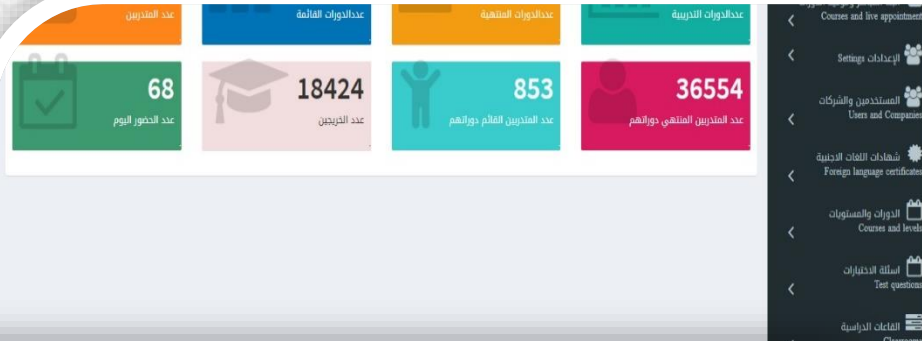 عددالدورات التدريبية
عددالدورات المنتهية
عددالدورات القائمة
عدد المتدربين
36554
عدد المتدربين المنتهي دوراتهم
853
عدد المتدربين القائم دوراتهم
18424
عدد الخريجين
68
عدد الحضور اليوم
Courses and live appointment
الإعدادات Settings
المستخدمين والشركات
Users and Companies
شهادات اللغات الاجنبية
Foreign language certificates
الدورات والمستويات
Courses and levels
اسئلة الاختبارات
Test questions
القاعات الدراسية